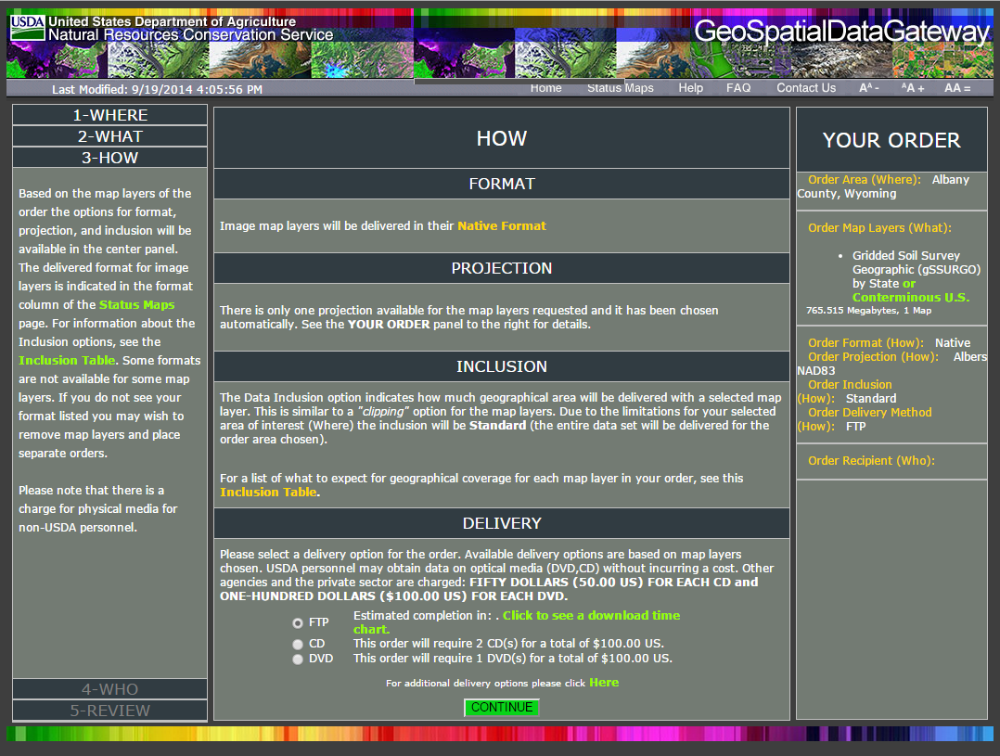 USDA United States Department of Agriculture
Natural Resources Conservation Service
GeoSpatialDataGateway
Last Modified: 9/19/2014 4:05:56 PM
Home Status Maps Help FAQ Contact Us AA - AA + AA =
1-WHERE
2-WHAT
3-HOW
Based on the map layers of the
order the options for format,
projection, and inclusion will be
available in the center panel.
The delivered format for image
layers is indicated in the format
column of the Status Maps
page. For information about the
Inclusion options, see the
Inclusion Table. Some formats
are not available for some map
layers. If you do not see your
format listed you may wish to
remove map layers and place
separate orders.
Please note that there is a
charge for physical media for
non-USDA personnel.
4-WHO
5-REVIEW
HOW
FORMAT
Image map layers will be delivered in their Native Format
PROJECTION
There is only one projection available for the map layers requested and it has been chosen
automatically. See the YOUR ORDER panel to the right for details.
INCLUSION
The Data Inclusion option indicates how much geographical area will be delivered with a selected map
layer. This is similar to a "clipping" option for the map layers. Due to the limitations for your selected
area of interest (Where) the inclusion will be Standard (the entire data set will be delivered for the
order area chosen).
For a list of what to expect for geographical coverage for each map layer in your order, see this
Inclusion Table.
DELIVERY
Please select a delivery option for the order. Available delivery options are based on map layers
chosen. USDA personnel may obtain data on optical media (DVD,CD) without incurring a cost. Other
agencies and the private sector are charged: FIFTY DOLLARS (50.00 US) FOR EACH CD and
ONE-HUNDRED DOLLARS ($100.00 US) FOR EACH DVD.
FTP Estimated completion in: . Click to see a download time
chart.
CD This order will require 2 CD(s) for a total of $100.00 US.
DVD This order will require 1 DVD(s) for a total of $100.00 US.
For additional delivery options please click Here
CONTINUE
YOUR ORDER
Order Area (Where): Albany
County, Wyoming
Order Map Layers (What):
• Gridded Soil Survey
Geographic (gSSURGO)
by State or
Conterminous U.S.
765.515 Megabytes, 1 Map
Order Format (How): Native
Order Projection (How): Albers
NAD83
Order Inclusion
(How): Standard
Order Delivery Method
(How): FTP
Order Recipient (Who):